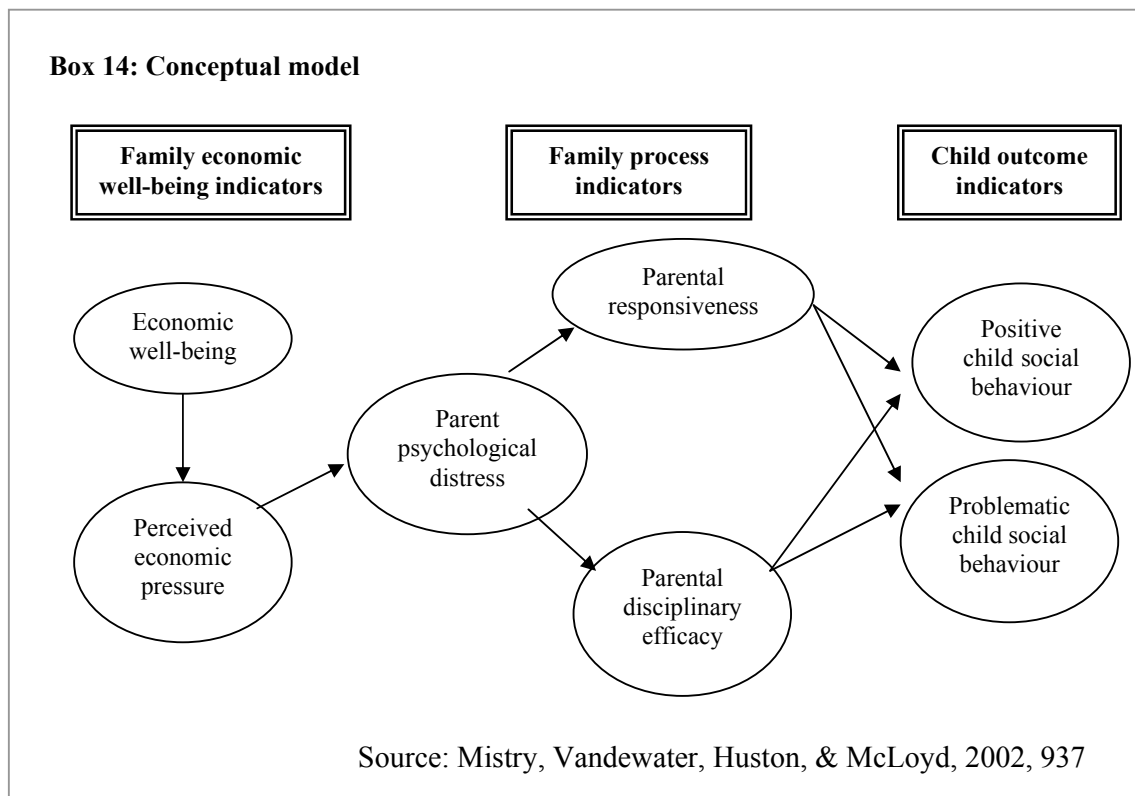 Box 14: Conceptual model
Family economic
well-being indicators
Family process
indicators
Child outcome
indicators
Economic
well-being
Perceived
economic
pressure
Parent
psychological
distress
Parental
responsiveness
Parental
disciplinary
efficacy
Positive
child social
behaviour
Problematic
child social
behaviour
Source: Mistry, Vandewater, Huston, & McLoyd, 2002, 937